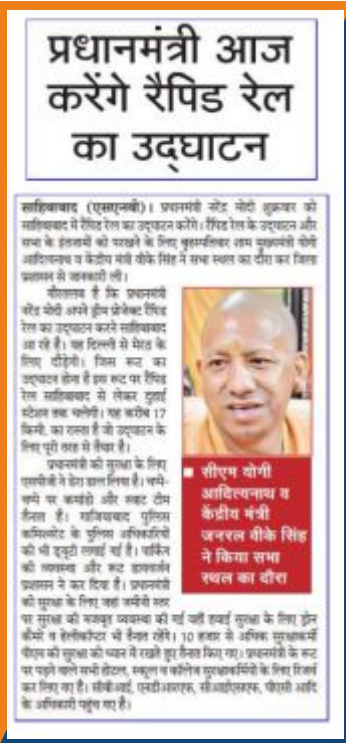 प्रधानमंत्री आज
करेंगे रैपिड रेल
का उद्घाटन
साहिबाबाद (एसएनबी)। प्रधानमंत्री नरेंद्र मोदी शुक्रवार को
साहिबाबाद में रैपिड रेल का उद्घाटन करेंगे। रैपिड रेल के उद्घाटन और
सभा के इंतजामों को परखने के लिए बृहस्पतिवार शाम मुख्यमंत्री योगी
आदित्यनाथ व केंद्रीय मंत्री वीके सिंह ने सभा स्थल का दौरा कर जिला
प्रशासन से जानकारी ली।
गौरतलब है कि प्रधानमंत्री
नरेंद्र मोदी अपने ड्रीम प्रोजेक्ट रैपिड
रेल का उद्घाटन करने साहिबाबाद
आ रहे हैं। यह दिल्ली से मेरठ के
लिए दौड़ेगी। जिस रूट का
उद्घाटन होना है इस रूट पर रैपिड
रेल साहिबाबाद से लेकर दुहाई
स्टेशन तक चलेगी। यह करीब 17
किमी. का रास्ता है जो उद्घाटन के
लिए पूरी तरह से तैयार है।
प्रधानमंत्री की सुरक्षा के लिए
एसपीजी ने डेरा डाल लिया है। चप्पे-
चप्पे पर कमांडो और स्काट टीम
तैनात है। गाजियाबाद पुलिस
कमिश्नरेट के पुलिस अधिकारियों
की भी ड्यूटी लगाई गई है। पार्किंग
की व्यवस्था और रूट डायवर्जन
प्रशासन ने कर दिया है। प्रधानमंत्री
की सुरक्षा के लिए जहां जमीनी स्तर
पर सुरक्षा की मजबूत व्यवस्था की गई वहीं हवाई सुरक्षा के लिए ड्रोन
कैमरे व हेलीकॉप्टर भी तैनात रहेंगे। 10 हजार से अधिक सुरक्षाकर्मी
पीएम की सुरक्षा को ध्यान में रखते हुए तैनात किए गए। प्रधानमंत्री के रूट
पर पड़ने वाले सभी होटल, स्कूल व कॉलेज सुरक्षाकर्मियों के लिए रिजर्व
कर लिए गए हैं। सीबीआई, एनडीआरएफ, सीआईएसएफ, पीएसी आदि
के अधिकारी पहुंच गए हैं।
■ सीएम योगी
आदित्यनाथ व
केंद्रीय मंत्री
जनरल वीके सिंह
ने किया सभा
स्थल का दौरा